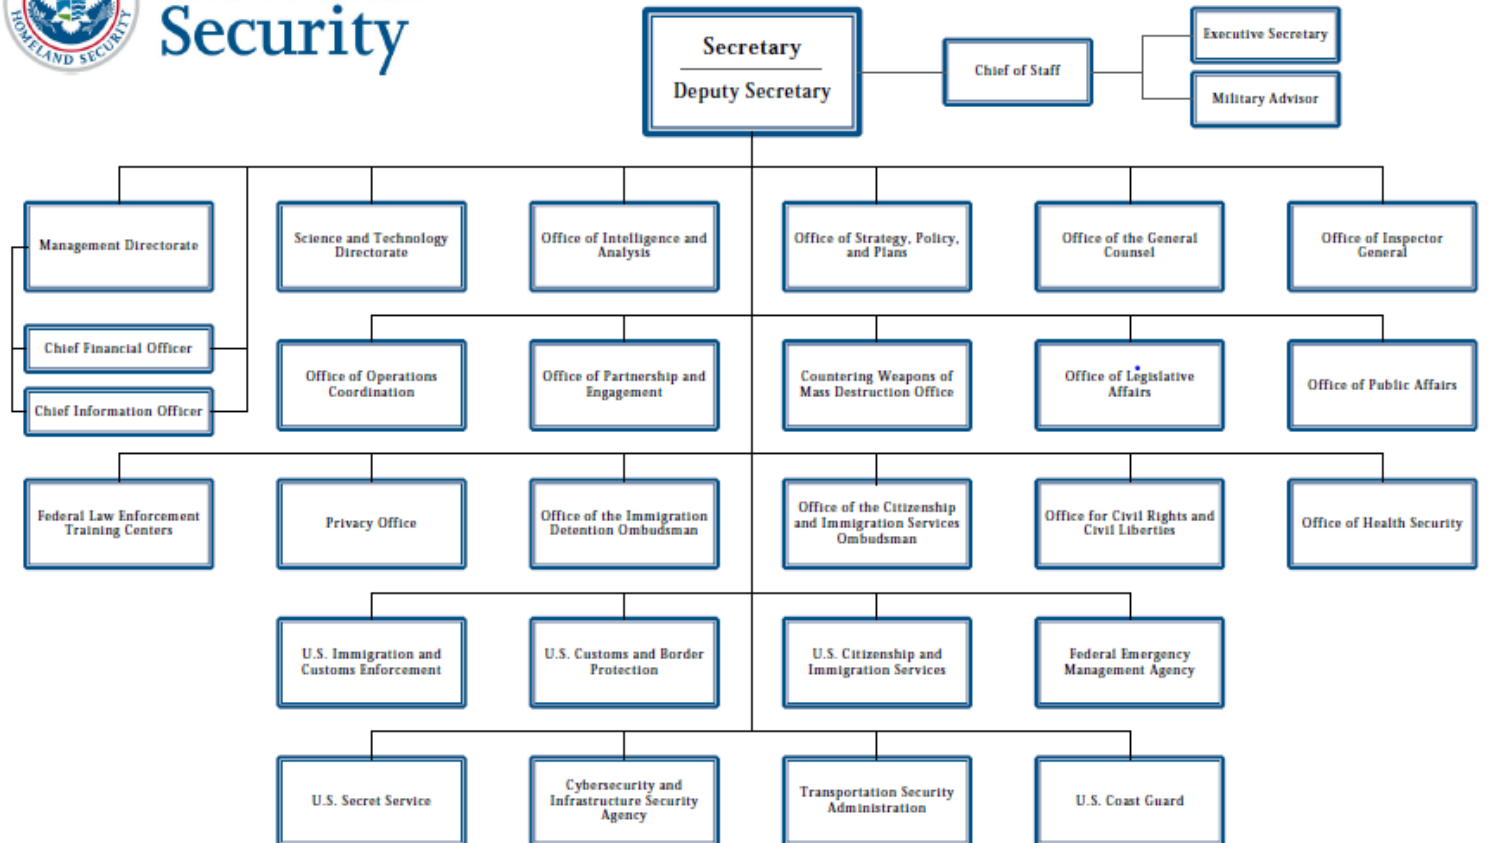 HOMELAND SECURITY
Security
Secretary
Deputy Secretary
Chief of Staff
Executive Secretary
Military Advisor
Management Directorate
Science and Technology
Directorate
Office of Intelligence and
Analysis
Office of Strategy, Policy,
and Plans
Office of the General
Counsel
Office of Inspector
General
Chief Financial Officer
Chief Information Officer
Office of Operations
Coordination
Office of Partnership and
Engagement
Countering Weapons of
Mass Destruction Office
Office of Legislative
Affairs
Office of Public Affairs
Federal Law Enforcement
Training Centers
Privacy Office
Office of the Immigration
Detention Ombudsman
Office of the Citizenship
and Immigration Services
Ombudsman
Office for Civil Rights and
Civil Liberties
Office of Health Security
U.S. Immigration and
Customs Enforcement
U.S. Customs and Border
Protection
U.S. Citizenship and
Immigration Services
Federal Emergency
Management Agency
U.S. Secret Service
Cybersecurity and
Infrastructure Security
Agency
Transportation Security
Administration
U.S. Coast Guard